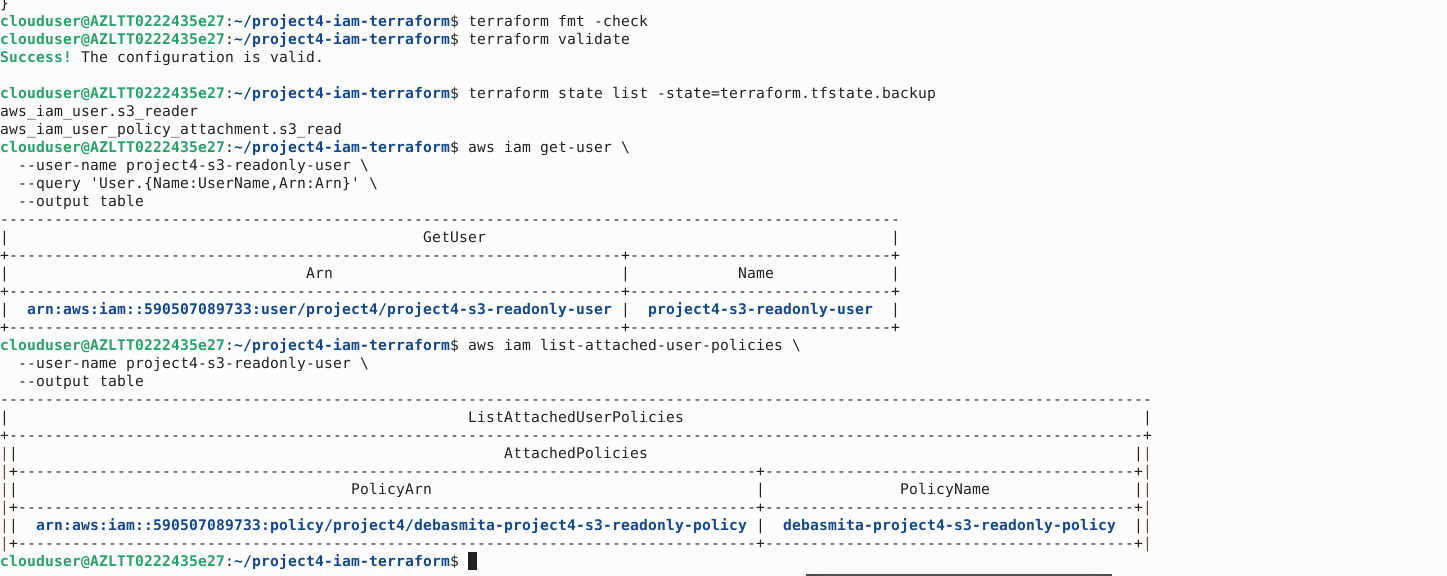 }
clouduser@AZLTT0222435e27:~/project4-iam-terraform$ terraform fmt -check
clouduser@AZLTT0222435e27:~/project4-iam-terraform$ terraform validate
Success! The configuration is valid.
clouduser@AZLTT0222435e27:~/project4-iam-terraform$ terraform state list -state=terraform.tfstate.backup
aws_iam_user.s3_reader
aws_iam_user_policy_attachment.s3_read
clouduser@AZLTT0222435e27:~/project4-iam-terraform$ aws iam get-user \
  --user-name project4-s3-readonly-user \
  --query 'User.{Name:UserName,Arn:Arn}' \
  --output table
----------------------------------------------------------------------------------------------------
|                                              GetUser                                             |
+--------------------------------------------------------------------+-----------------------------+
|                                 Arn                                |            Name             |
+--------------------------------------------------------------------+-----------------------------+
|  arn:aws:iam::590507089733:user/project4/project4-s3-readonly-user |  project4-s3-readonly-user  |
+--------------------------------------------------------------------+-----------------------------+
clouduser@AZLTT0222435e27:~/project4-iam-terraform$ aws iam list-attached-user-policies \
  --user-name project4-s3-readonly-user \
  --output table
--------------------------------------------------------------------------------------------------------------------------------
|                                                   ListAttachedUserPolicies                                                   |
+------------------------------------------------------------------------------------------------------------------------------+
||                                                      AttachedPolicies                                                      ||
|+----------------------------------------------------------------------------------+-----------------------------------------+|
||                                     PolicyArn                                     |               PolicyName                ||
|+----------------------------------------------------------------------------------+-----------------------------------------+|
||  arn:aws:iam::590507089733:policy/project4/debasmita-project4-s3-readonly-policy |  debasmita-project4-s3-readonly-policy  ||
|+----------------------------------------------------------------------------------+-----------------------------------------+|
clouduser@AZLTT0222435e27:~/project4-iam-terraform$